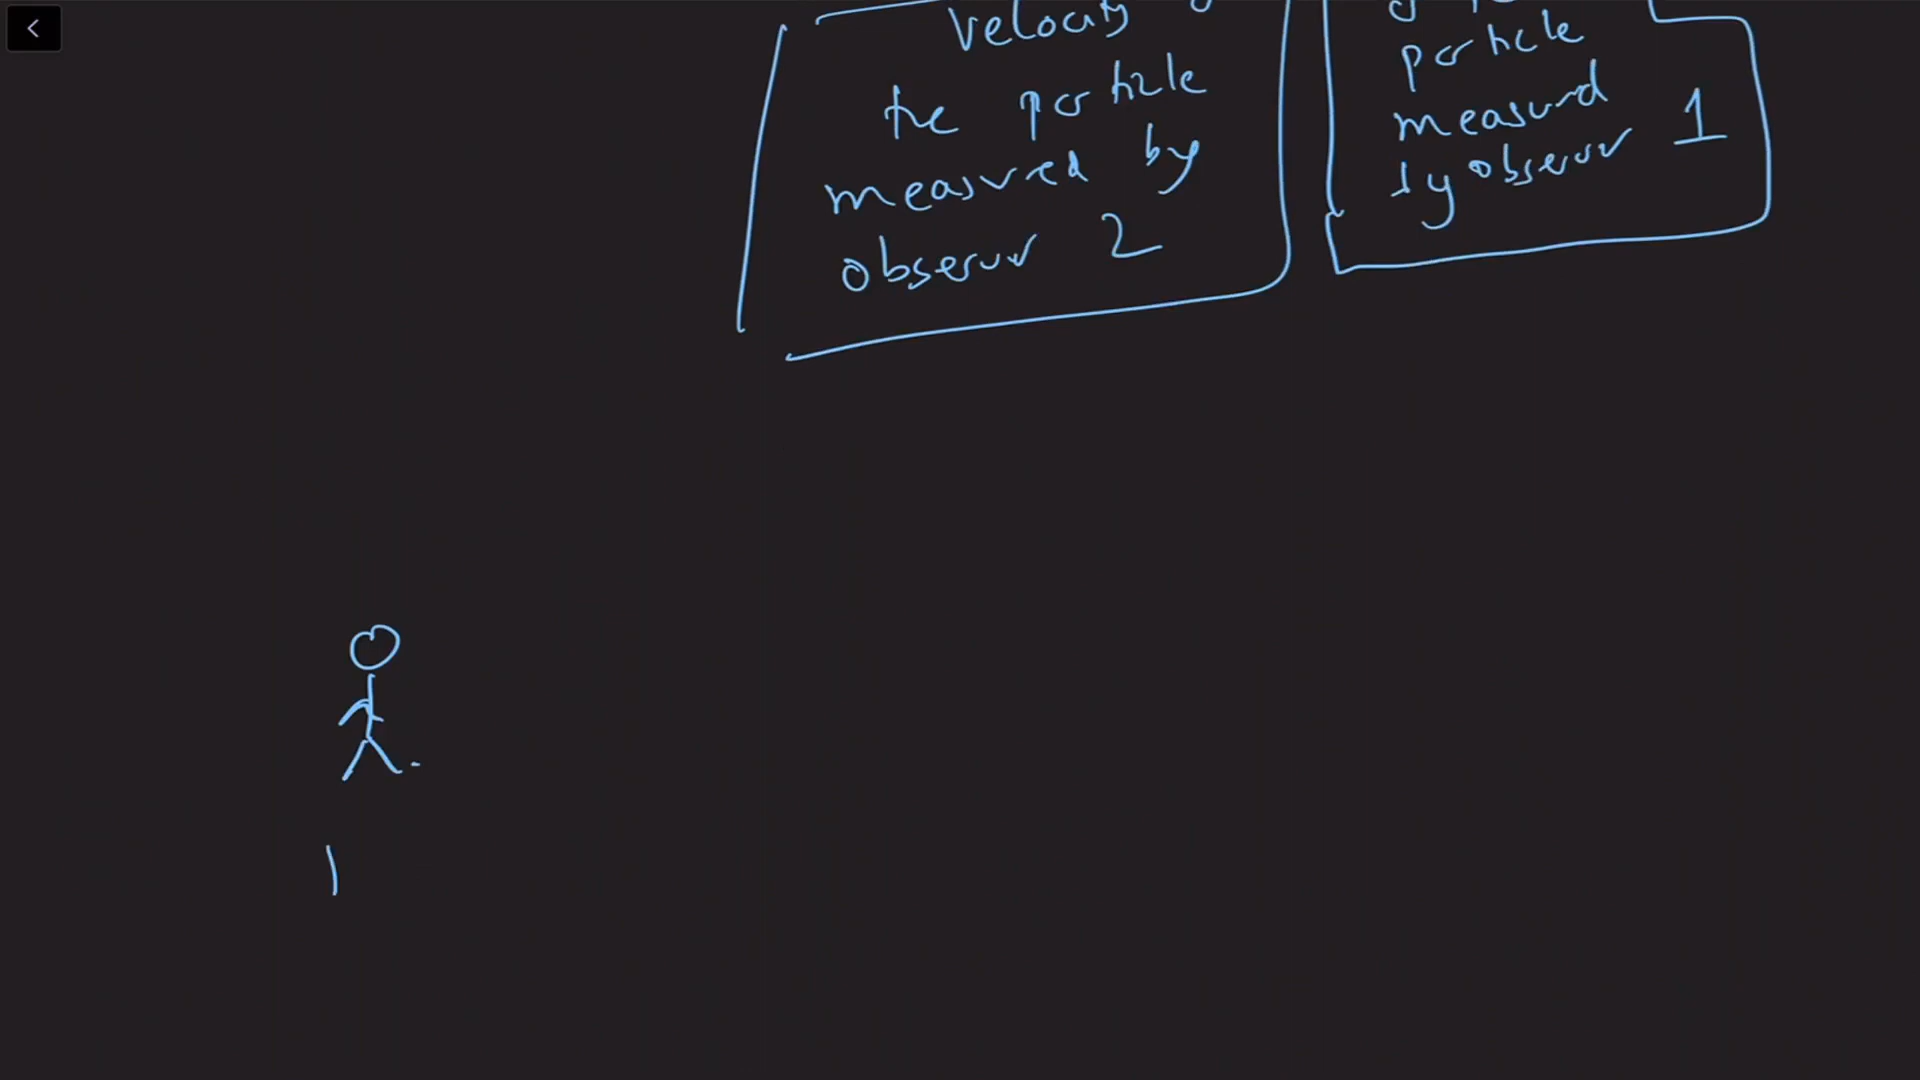 Velocity
the particle
measured by
observer 2
particle
measured
by observer 1